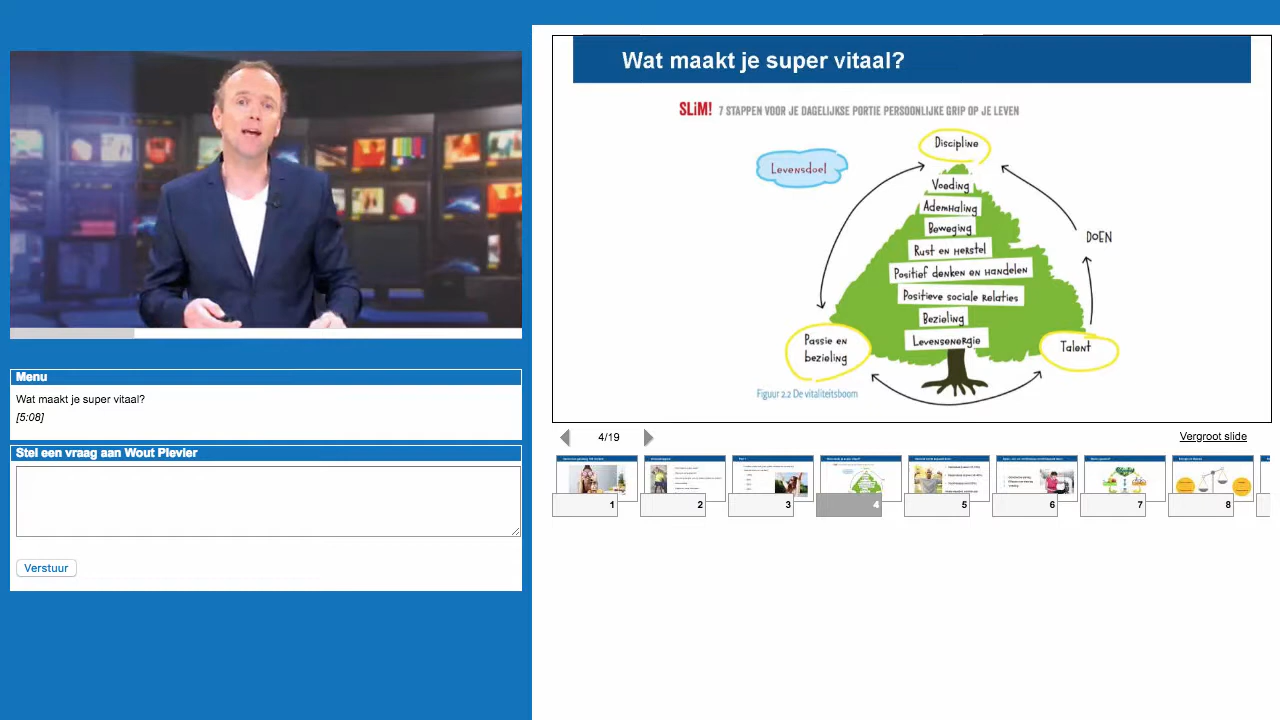 Wat maakt je super vitaal?
SLiM! 7 STAPPEN VOOR JE DAGELIJKSE PORTIE PERSOONLIJKE GRIP OP JE LEVEN
Discipline
Levensdoel
Voeding
Ademhaling
Beweging
DOEN
Rust en herstel
Positief denken en handelen
Positieve sociale relaties
Bezieling
Levensenergie
Passie en
bezieling
Talent
Figuur 2.2 De vitaliteitsboom
Menu
Wat maakt je super vitaal?
[5:08]
Stel een vraag aan Wout Plevier
Verstuur
4/19
Vergroot slide
1
2
3
4
5
6
7
8